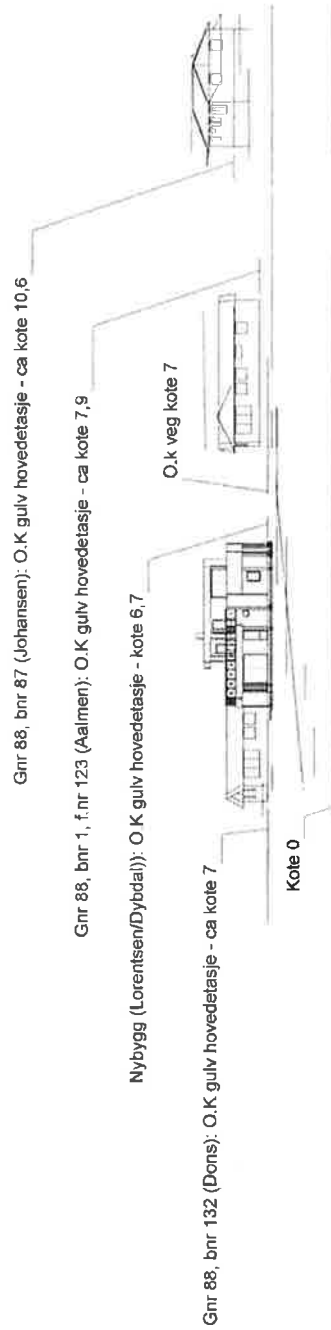 Gnr 88, bnr 87 (Johansen): O.K gulv hovedetasje - ca kote 10,6
Gnr 88, bnr 1, f.nr 123 (Aalmen): O.K gulv hovedetasje - ca kote 7,9
O.k veg kote 7
Nybygg (Lorentsen/Dybdal)): O.K gulv hovedetasje - kote 6,7
Gnr 88, bnr 132 (Dons): O.K gulv hovedetasje - ca kote 7
Kote 0